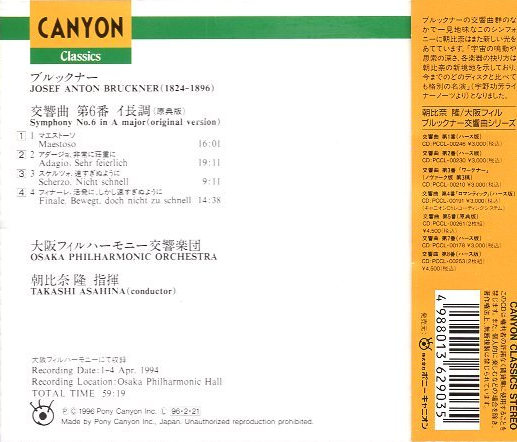 CANYON
Classics
ブルックナー
JOSEF ANTON BRUCKNER (1824-1896)
交響曲 第6番 イ長調(原典版)
Symphony No.6 in A major (original version)
1 1 マエストーソ
Maestoso 16:01
2 2 アダージョ、非常に荘重に
Adagio. Sehr feierlich 19:11
3 3 スケルツォ、速すぎぬように
Scherzo. Nicht schnell 9:11
4 4 フィナーレ、活発に、しかし速すぎぬように
Finale. Bewegt, doch nicht zu schnell 14:38
大阪フィルハーモニー交響楽団
OSAKA PHILHARMONIC ORCHESTRA
朝比奈 隆 指揮
TAKASHI ASAHINA (conductor)
大阪フィルハーモニーにて収録
Recording Date: 1-4 Apr. 1994
Recording Location: Osaka Philharmonic Hall
TOTAL TIME 59:19
Ⓟ © 1996 Pony Canyon Inc. L 96・2・21
Made by Pony Canyon Inc., Japan. Unauthorized reproduction prohibited.
ブルックナーの交響曲群のな
かで一見地味なこのシンフォ
ニーに朝比奈はまた新しい光を
あてています。「宇宙の鳴動や
思索の深さ、各楽器の抉り方は
朝比奈の新境地を示しており、
今までのどのディスクと比べて
も格別の名演」(宇野功芳ライ
ナーノーツより)となりました。
朝比奈 隆/大阪フィル
ブルックナー交響曲シリーズ
交響曲 第1番(ハース版)
CD: PCCL-00246 ¥3,000(税込)
交響曲 第2番(ハース版)
CD: PCCL-00230 ¥3,000(税込)
交響曲 第3番「ワーグナー」
(ノヴァーク版 第3稿)
CD: PCCL-00210 ¥3,000(税込)
交響曲 第4番「ロマンティック」(ハース版)
CD: PCCL-00191 ¥3,000(税込)
交響曲 第5番(原典版)
CD: PCCL-00261(2枚組)
¥4,500(税込)
交響曲 第7番(ハース版)
CD: PCCL-00178 ¥3,000(税込)
交響曲 第8番(ハース版)
CD: PCCL-00253(2枚組)
¥4,500(税込)
CANYON CLASSICS STEREO
4 988013 629035
発売元:
株式会社ポニーキャニオン